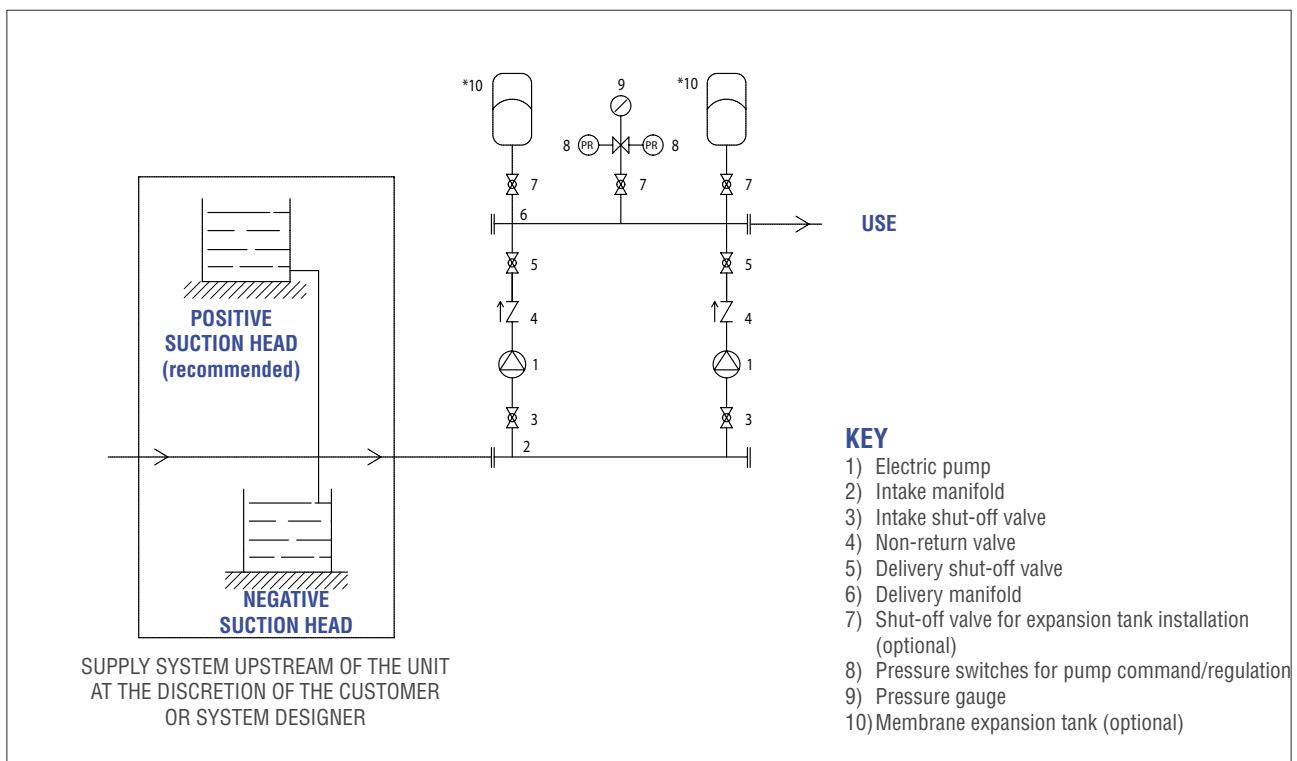 *10
9
*10
8
PR
PR
8
7
7
7
6
USE
5
5
4
4
1
1
3
3
2
POSITIVE
SUCTION HEAD
(recommended)
NEGATIVE
SUCTION HEAD
SUPPLY SYSTEM UPSTREAM OF THE UNIT
AT THE DISCRETION OF THE CUSTOMER
OR SYSTEM DESIGNER
KEY
1) Electric pump
2) Intake manifold
3) Intake shut-off valve
4) Non-return valve
5) Delivery shut-off valve
6) Delivery manifold
7) Shut-off valve for expansion tank installation
(optional)
8) Pressure switches for pump command/regulation
9) Pressure gauge
10) Membrane expansion tank (optional)